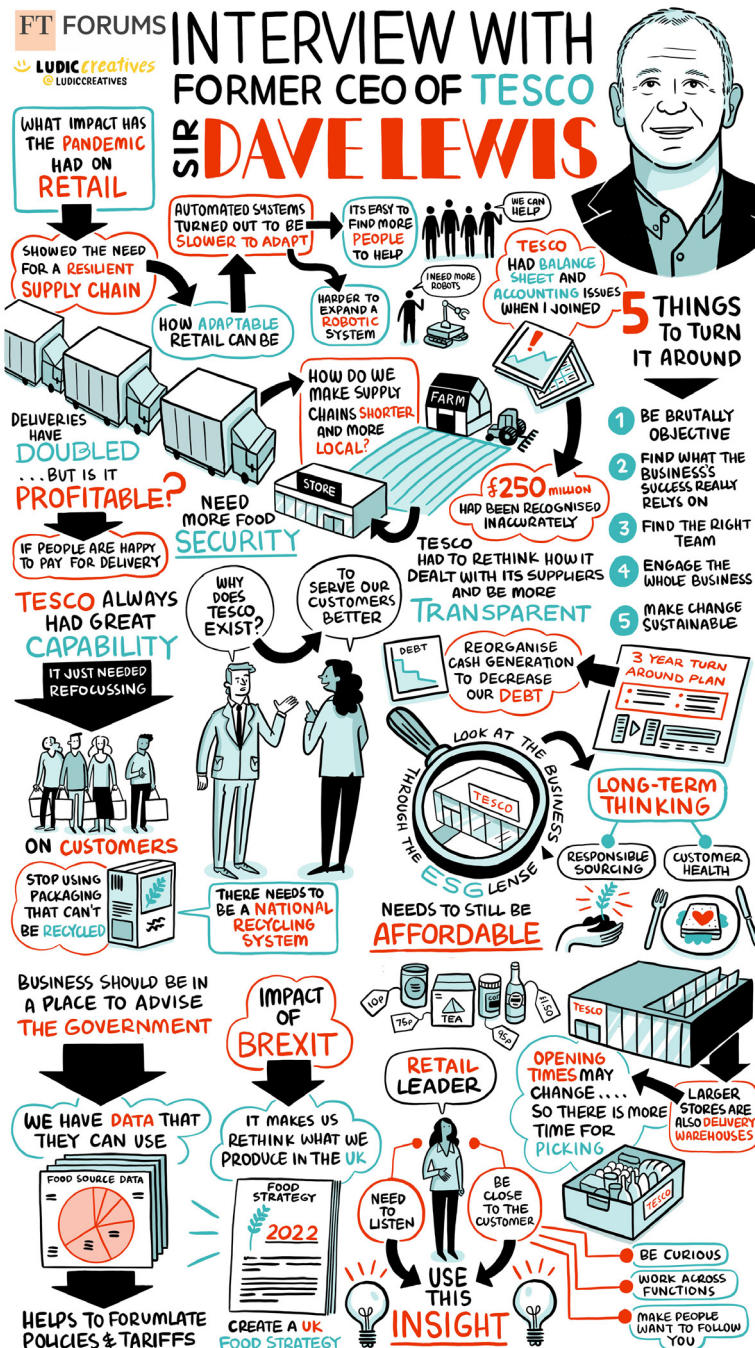 FT FORUMS
LUDIC creatives
@ LUDICCREATIVES
INTERVIEW WITH
FORMER CEO OF TESCO
SIR DAVE LEWIS
WHAT IMPACT HAS
THE PANDEMIC
HAD ON
RETAIL
SHOWED THE NEED
FOR A RESILIENT
SUPPLY CHAIN
HOW ADAPTABLE
RETAIL CAN BE
AUTOMATED SYSTEMS
TURNED OUT TO BE
SLOWER TO ADAPT
ITS EASY TO
FIND MORE
PEOPLE
TO HELP
WE CAN
HELP
HARDER TO
EXPAND A
ROBOTIC
SYSTEM
I NEED MORE
ROBOTS
TESCO
HAD BALANCE
SHEET AND
ACCOUNTING ISSUES
WHEN I JOINED
!
£250 MILLION
HAD BEEN RECOGNISED
INACCURATELY
TESCO
HAD TO RETHINK HOW IT
DEALT WITH ITS SUPPLIERS
AND BE MORE
TRANSPARENT
5 THINGS
TO TURN
IT AROUND
1 BE BRUTALLY
OBJECTIVE
2 FIND WHAT THE
BUSINESS'S
SUCCESS REALLY
RELYS ON
3 FIND THE RIGHT
TEAM
4 ENGAGE THE
WHOLE BUSINESS
5 MAKE CHANGE
SUSTAINABLE
DELIVERIES
HAVE
DOUBLED
...BUT IS IT
PROFITABLE?
IF PEOPLE ARE HAPPY
TO PAY FOR DELIVERY
HOW DO WE
MAKE SUPPLY
CHAINS SHORTER
AND MORE
LOCAL?
FARM
STORE
NEED
MORE FOOD
SECURITY
TESCO ALWAYS
HAD GREAT
CAPABILITY
IT JUST NEEDED
REFOCUSSING
ON CUSTOMERS
WHY
DOES
TESCO
EXIST?
TO
SERVE OUR
CUSTOMERS
BETTER
3 YEAR TURN
AROUND PLAN
REORGANISE
CASH GENERATION
TO DECREASE
OUR DEBT
DEBT
LOOK AT THE BUSINESS
THROUGH THE
ESG LENSE
TESCO
LONG-TERM
THINKING
RESPONSIBLE
SOURCING
CUSTOMER
HEALTH
NEEDS TO STILL BE
AFFORDABLE
10p
75p
TEA
COF
95p
£1.50
STOP USING
PACKAGING
THAT CAN'T
BE RECYCLED
THERE NEEDS TO
BE A NATIONAL
RECYCLING
SYSTEM
BUSINESS SHOULD BE IN
A PLACE TO ADVISE
THE GOVERNMENT
WE HAVE DATA THAT
THEY CAN USE
FOOD SOURCE DATA
HELPS TO FORUMLATE
POLICIES & TARIFFS
IMPACT
OF
BREXIT
IT MAKES US
RETHINK WHAT WE
PRODUCE IN THE UK
FOOD
STRATEGY
2022
CREATE A UK
FOOD STRATEGY
RETAIL
LEADER
NEED
TO
LISTEN
BE
CLOSE
TO THE
CUSTOMER
USE
THIS
INSIGHT
BE CURIOUS
WORK ACROSS
FUNCTIONS
MAKE PEOPLE
WANT TO FOLLOW
YOU
TESCO
LARGER
STORES ARE
ALSO DELIVERY
WAREHOUSES
OPENING
TIMES MAY
CHANGE....
SO THERE IS MORE
TIME FOR
PICKING
TESCO